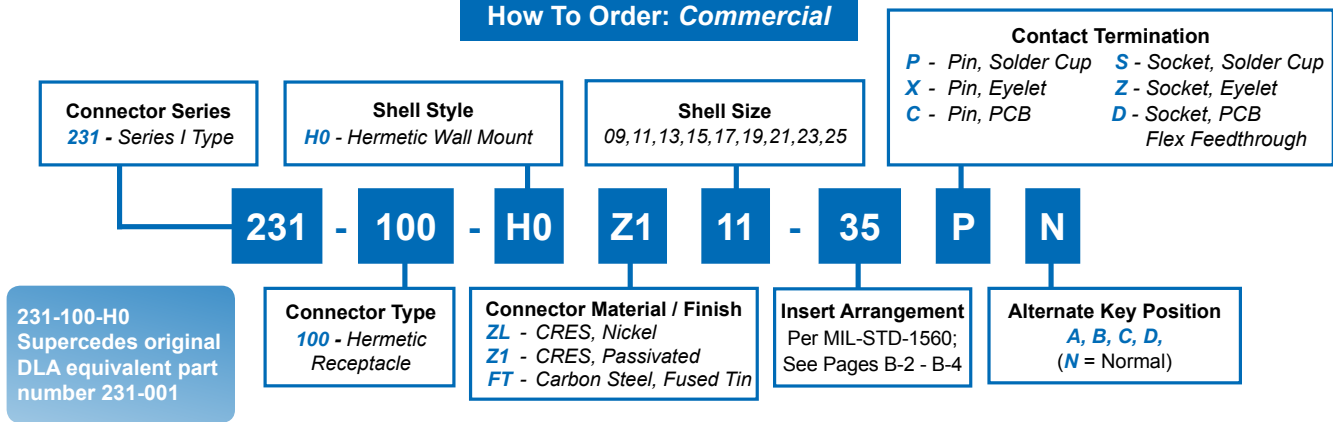 How To Order: Commercial
Connector Series
231 - Series I Type
Shell Style
H0 - Hermetic Wall Mount
Shell Size
09,11,13,15,17,19,21,23,25
Contact Termination
P - Pin, Solder Cup S - Socket, Solder Cup
X - Pin, Eyelet Z - Socket, Eyelet
C - Pin, PCB D - Socket, PCB
Flex Feedthrough
231 - 100 - H0 Z1 11 - 35 P N
231-100-H0
Supercedes original
DLA equivalent part
number 231-001
Connector Type
100 - Hermetic
Receptacle
Connector Material / Finish
ZL - CRES, Nickel
Z1 - CRES, Passivated
FT - Carbon Steel, Fused Tin
Insert Arrangement
Per MIL-STD-1560;
See Pages B-2 - B-4
Alternate Key Position
A, B, C, D,
(N = Normal)